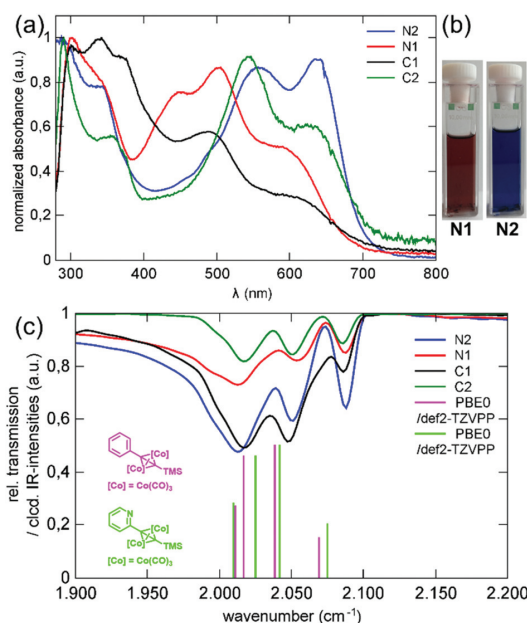 (a)
normalized absorbance (a.u.)
1
0,8
0,6
0,4
0,2
0
N2
N1
C1
C2
300 400 500 600 700 800
λ (nm)
(b)
N1 N2
(c)
rel. transmission
/ clcd. IR-intensities (a.u.)
1
0,8
0,6
0,4
0,2
0
N2
N1
C1
C2
PBE0
/def2-TZVPP
PBE0
/def2-TZVPP
[Co]
[Co]
TMS
[Co] = Co(CO)3
N
[Co]
[Co]
TMS
[Co] = Co(CO)3
1.900 1.950 2.000 2.050 2.100 2.200
wavenumber (cm-1)